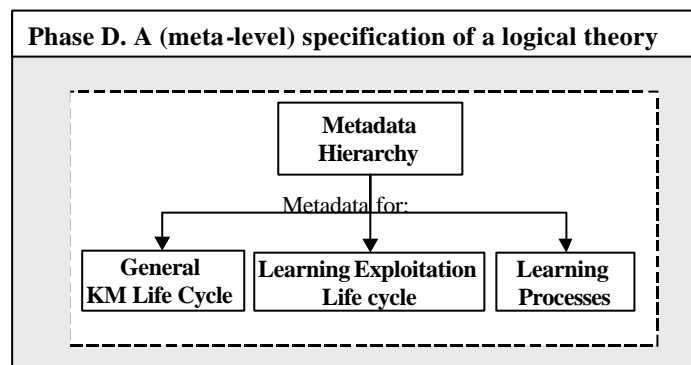 Phase D. A (meta-level) specification of a logical theory
Metadata
Hierarchy
Metadata for:
General
KM Life Cycle
Learning Exploitation
Life cycle
Learning
Processes